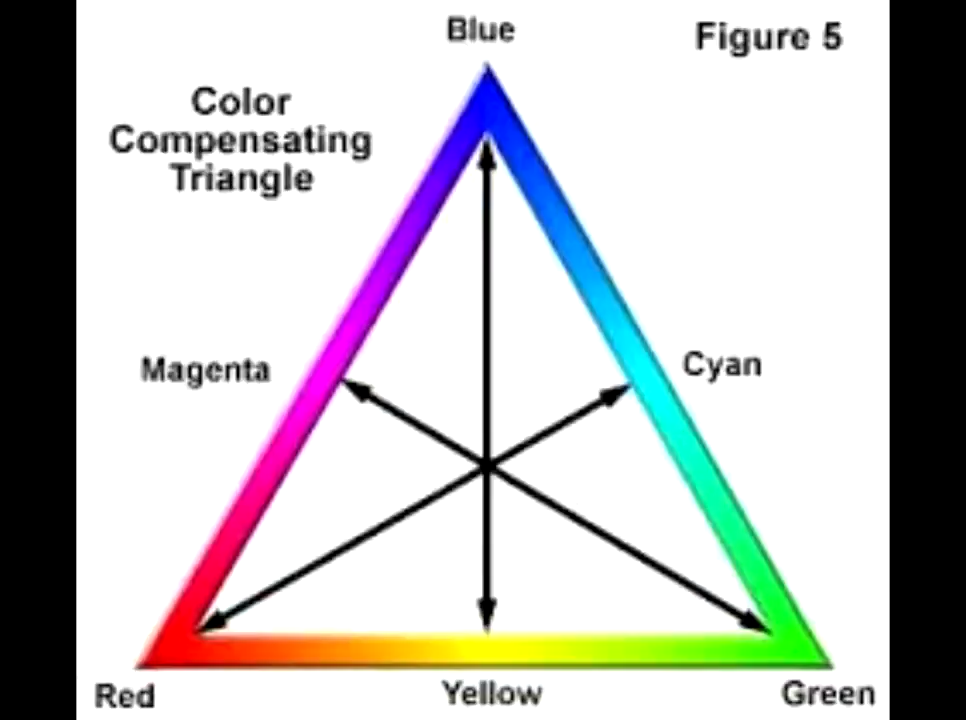 Blue
Figure 5
Color
Compensating
Triangle
Magenta
Cyan
Red
Yellow
Green